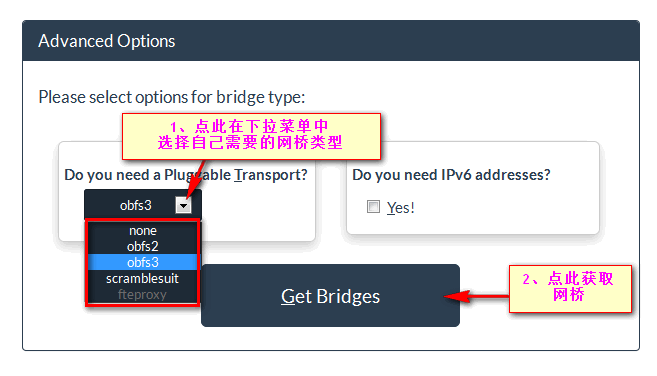 Advanced Options
Please select options for bridge type:
1、点此在下拉菜单中
选择自己需要的网桥类型
Do you need a Pluggable Transport?
obfs3
none
obfs2
obfs3
scramblesuit
fteproxy
Do you need IPv6 addresses?
Yes!
Get Bridges
2、点此获取
网桥